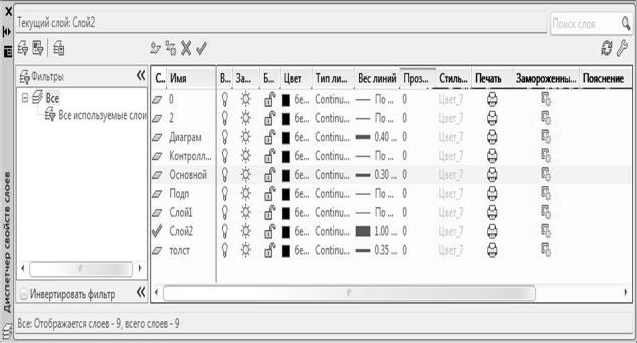 Текущий слой: Слой2
Поиск слоя
Фильтры
Все
Все используемые слои
Инвертировать фильтр
С.. Имя В... За... Б... Цвет Тип ли... Вес линий Проз... Стиль... Печать Замороженны... Пояснение
0 бе... Continu... По ... 0 Цвет_7
2 бе... Continu... По ... 0 Цвет_7
Диаграм бе... Continu... 0.40 ... 0 Цвет_7
Контролл... бе... Continu... По ... 0 Цвет_7
Основной бе... Continu... 0.30 ... 0 Цвет_7
Подп бе... Continu... По ... 0 Цвет_7
Слой1 бе... Continu... По ... 0 Цвет_7
Слой2 бе... Continu... 1.00 ... 0 Цвет_7
толст бе... Continu... 0.35 ... 0 Цвет_7
Все: Отображается слоев - 9, всего слоев - 9
Диспетчер свойств слоев